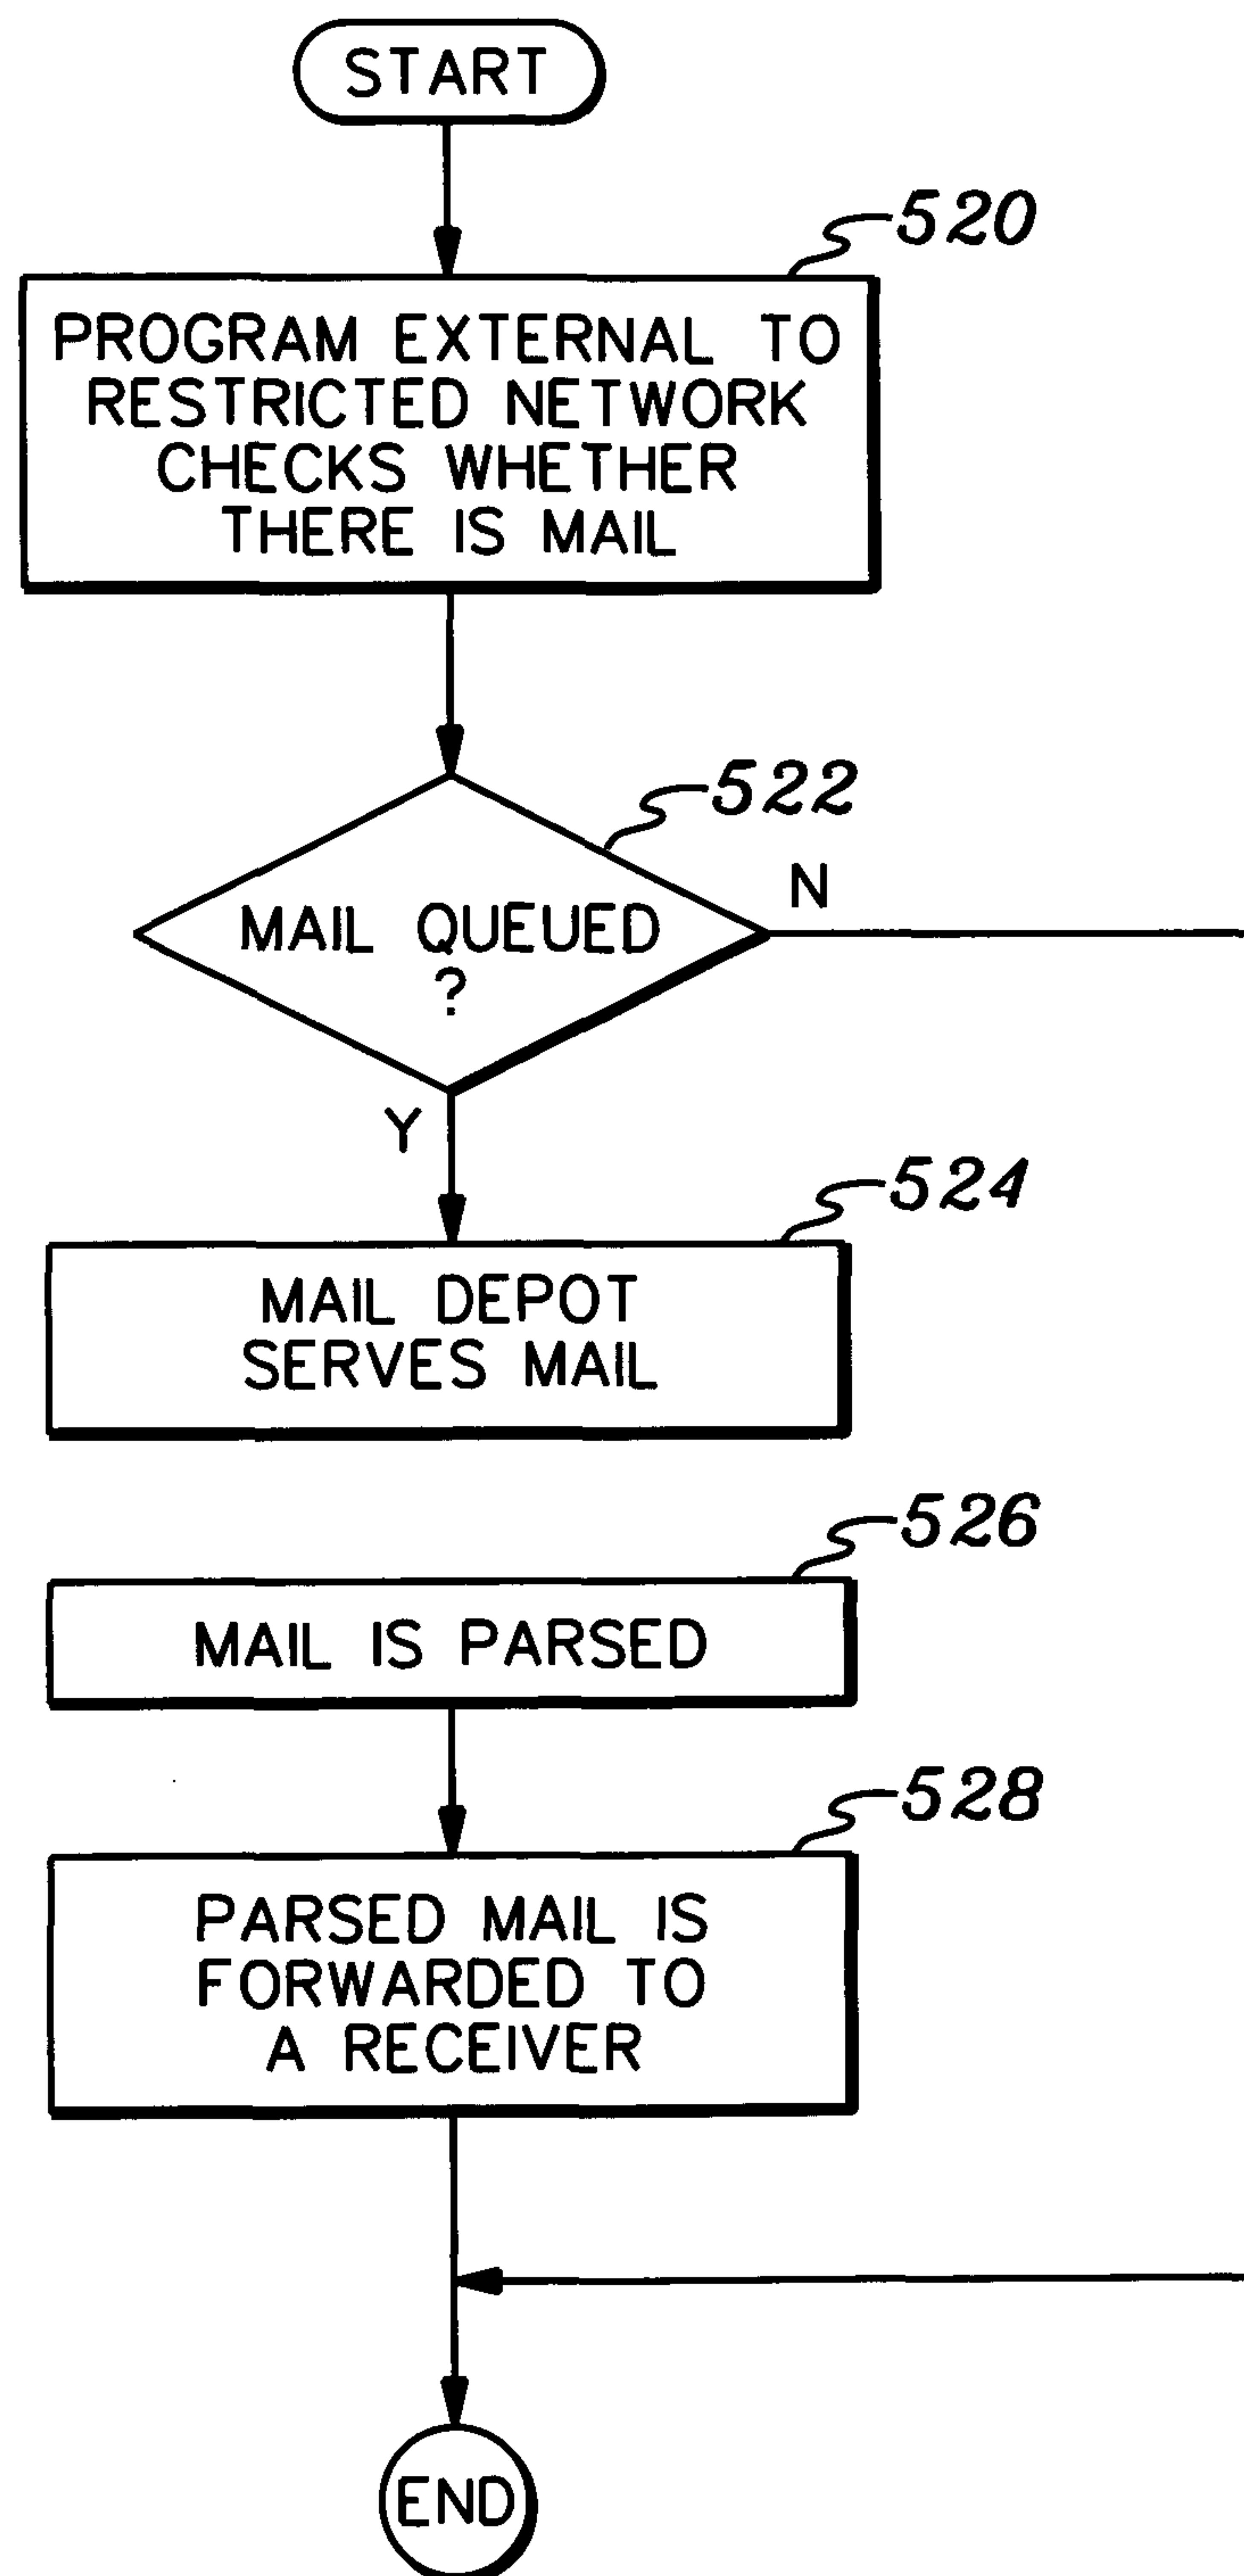 START
520
PROGRAM EXTERNAL TO
RESTRICTED NETWORK
CHECKS WHETHER
THERE IS MAIL
522
MAIL QUEUED
?
N
Y
524
MAIL DEPOT
SERVES MAIL
526
MAIL IS PARSED
528
PARSED MAIL IS
FORWARDED TO
A RECEIVER
END